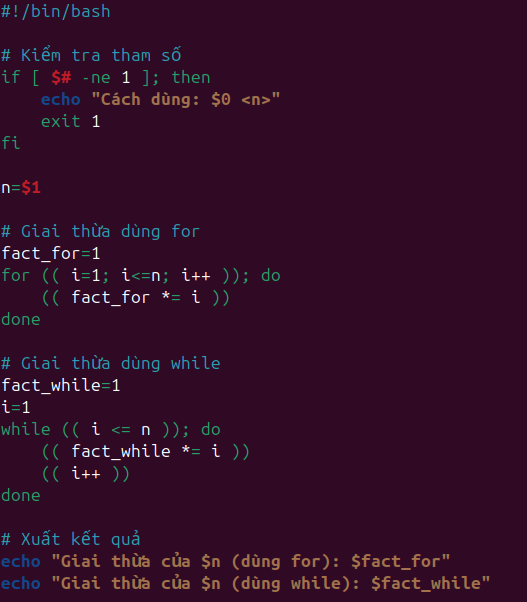 #!/bin/bash

# Kiểm tra tham số
if [ $# -ne 1 ]; then
    echo "Cách dùng: $0 <n>"
    exit 1
fi

n=$1

# Giai thừa dùng for
fact_for=1
for (( i=1; i<=n; i++ )); do
    (( fact_for *= i ))
done

# Giai thừa dùng while
fact_while=1
i=1
while (( i <= n )); do
    (( fact_while *= i ))
    (( i++ ))
done

# Xuất kết quả
echo "Giai thừa của $n (dùng for): $fact_for"
echo "Giai thừa của $n (dùng while): $fact_while"